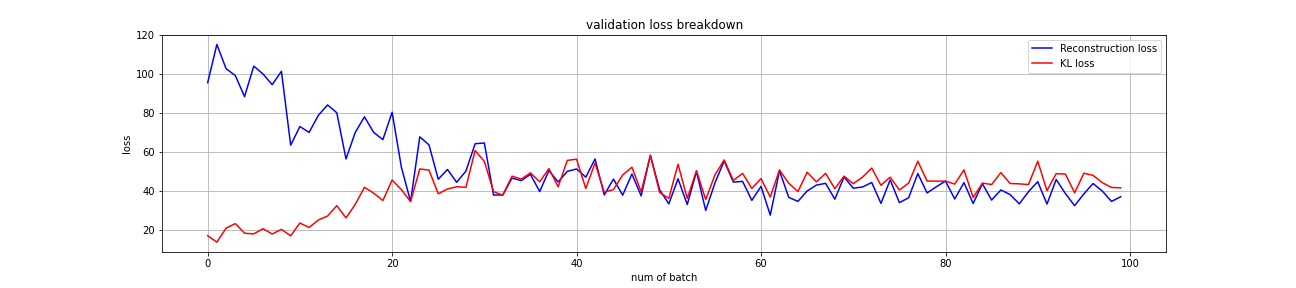 validation loss breakdown
120
100
80
60
40
20
loss
Reconstruction loss
KL loss
0
20
40
60
80
100
num of batch